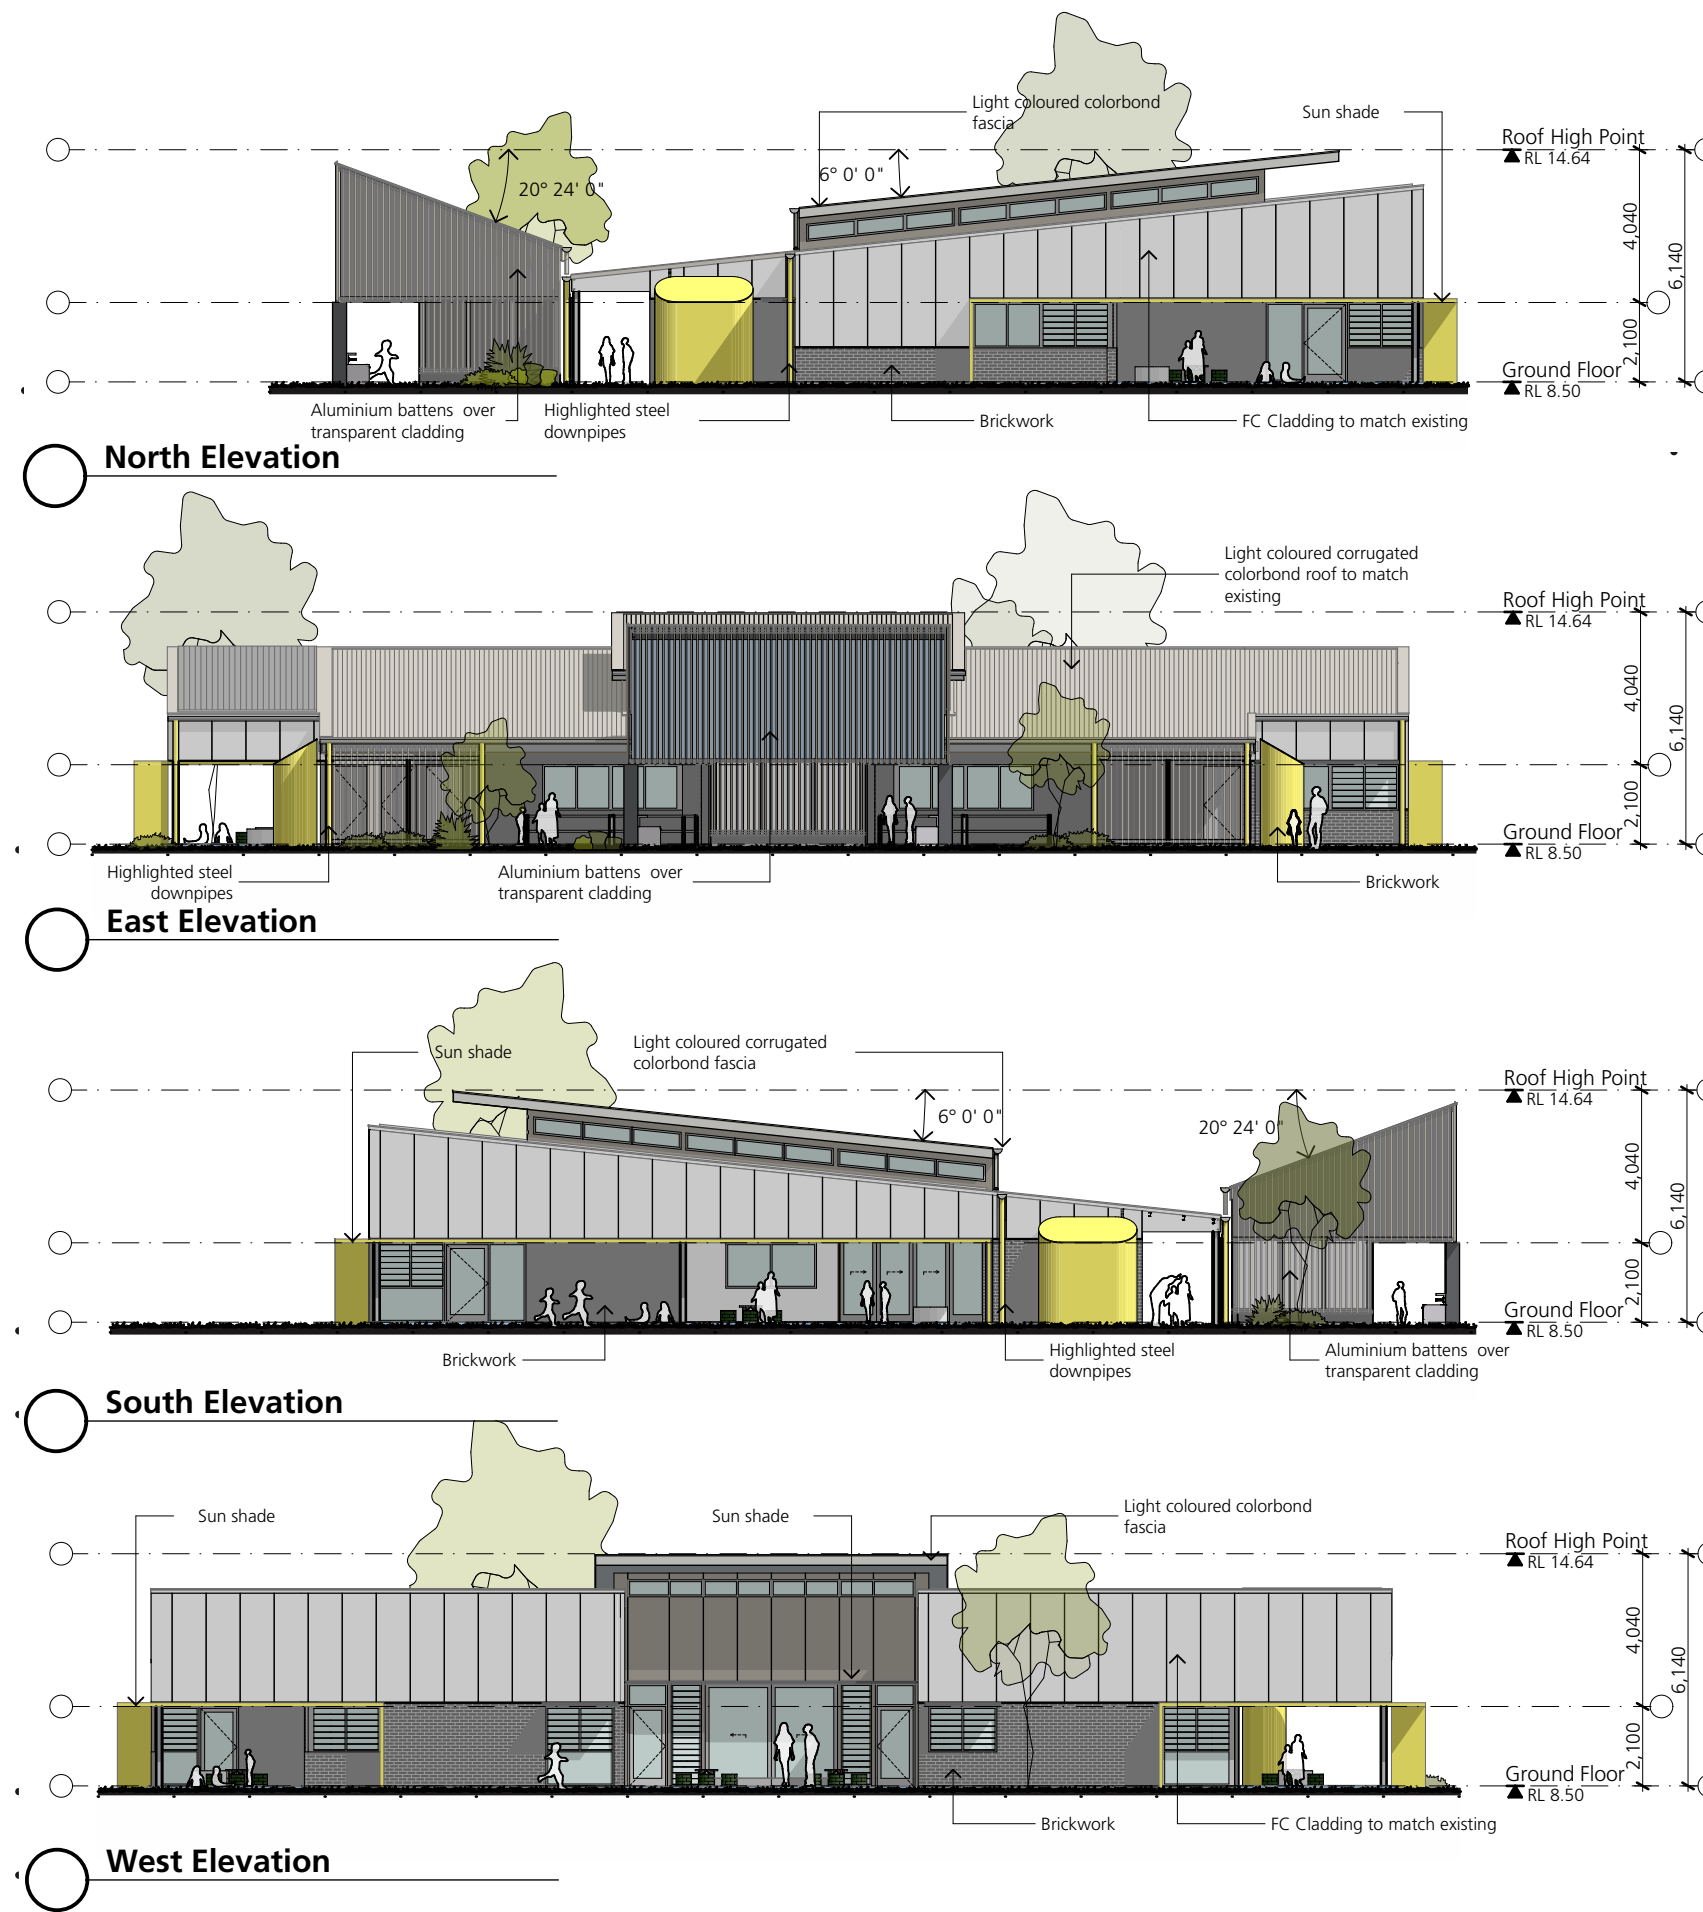 Light coloured colorbond
fascia
Sun shade
Roof High Point
RL 14.64
20° 24' 0"
6° 0' 0"
4,040
6,140
2,100
Ground Floor
RL 8.50
Aluminium battens over
transparent cladding
Highlighted steel
downpipes
Brickwork
FC Cladding to match existing
North Elevation
Light coloured corrugated
colorbond roof to match
existing
Roof High Point
RL 14.64
4,040
6,140
2,100
Ground Floor
RL 8.50
Highlighted steel
downpipes
Aluminium battens over
transparent cladding
Brickwork
East Elevation
Sun shade
Light coloured corrugated
colorbond fascia
Roof High Point
RL 14.64
6° 0' 0"
20° 24' 0"
4,040
6,140
2,100
Ground Floor
RL 8.50
Brickwork
Highlighted steel
downpipes
Aluminium battens over
transparent cladding
South Elevation
Sun shade
Sun shade
Light coloured colorbond
fascia
Roof High Point
RL 14.64
4,040
6,140
2,100
Ground Floor
RL 8.50
Brickwork
FC Cladding to match existing
West Elevation